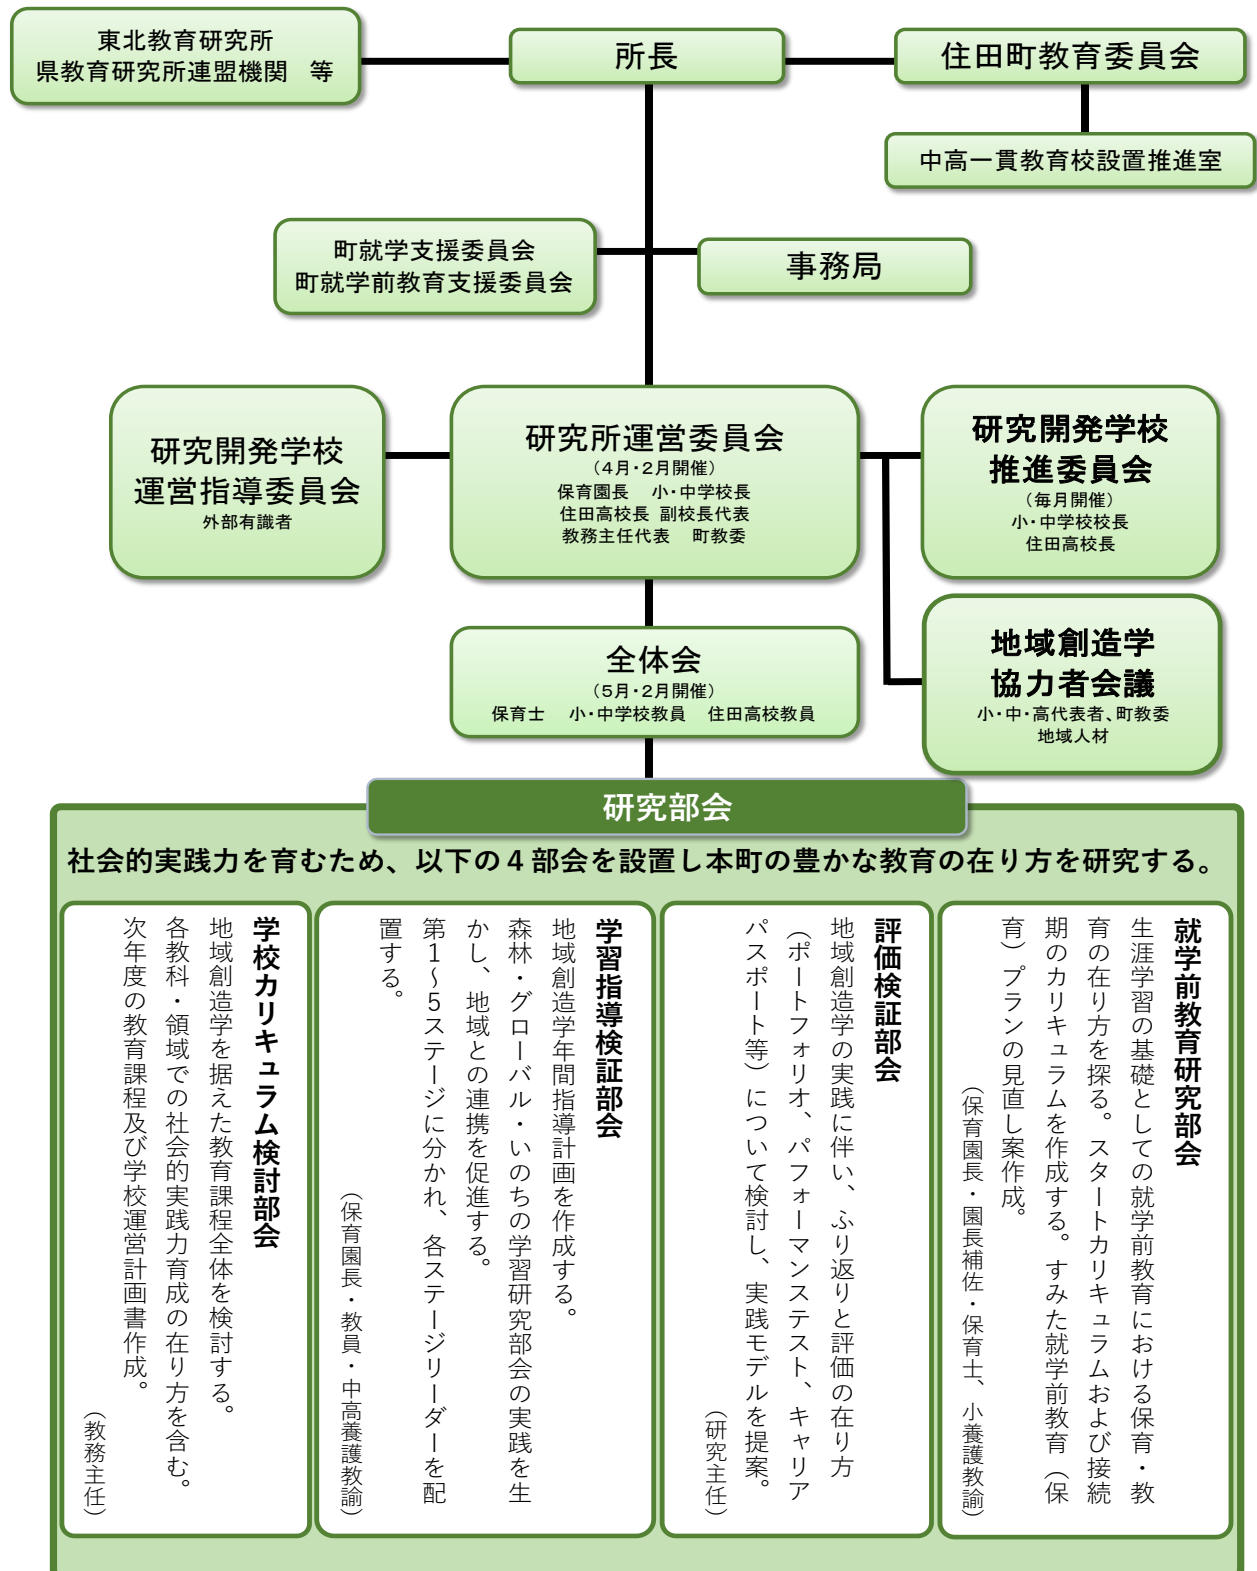 東北教育研究所
県教育研究所連盟機関　等
所長
住田町教育委員会
中高一貫教育校設置推進室
町就学支援委員会
町就学前教育支援委員会
事務局
研究開発学校
運営指導委員会
外部有識者
研究所運営委員会
（４月・２月開催）
保育園長　小・中学校長
住田高校長 副校長代表
教務主任代表　町教委
研究開発学校
推進委員会
（毎月開催）
小・中学校校長
住田高校長
全体会
（５月・２月開催）
保育士　小・中学校教員　住田高校教員
地域創造学
協力者会議
小・中・高代表者、町教委
地域人材
研究部会
社会的実践力を育むため、以下の４部会を設置し本町の豊かな教育の在り方を研究する。
就学前教育研究部会
生涯学習の基礎としての就学前教育における保育・教
育の在り方を探る。スタートカリキュラムおよび接続
期のカリキュラムを作成する。すみた就学前教育（保
育）プランの見直し案作成。
（保育園長・園長補佐・保育士、小養護教諭）
評価検証部会
地域創造学の実践に伴い、ふり返りと評価の在り方
（ポートフォリオ、パフォーマンステスト、キャリア
パスポート等）について検討し、実践モデルを提案。
（研究主任）
学習指導検証部会
地域創造学年間指導計画を作成する。
森林・グローバル・いのちの学習研究部会の実践を生
かし、地域との連携を促進する。
第１～５ステージに分かれ、各ステージリーダーを配
置する。
（保育園長・教員・中高養護教諭）
学校カリキュラム検討部会
地域創造学を据えた教育課程全体を検討する。
各教科・領域での社会的実践力育成の在り方を含む。
次年度の教育課程及び学校運営計画書作成。
（教務主任）